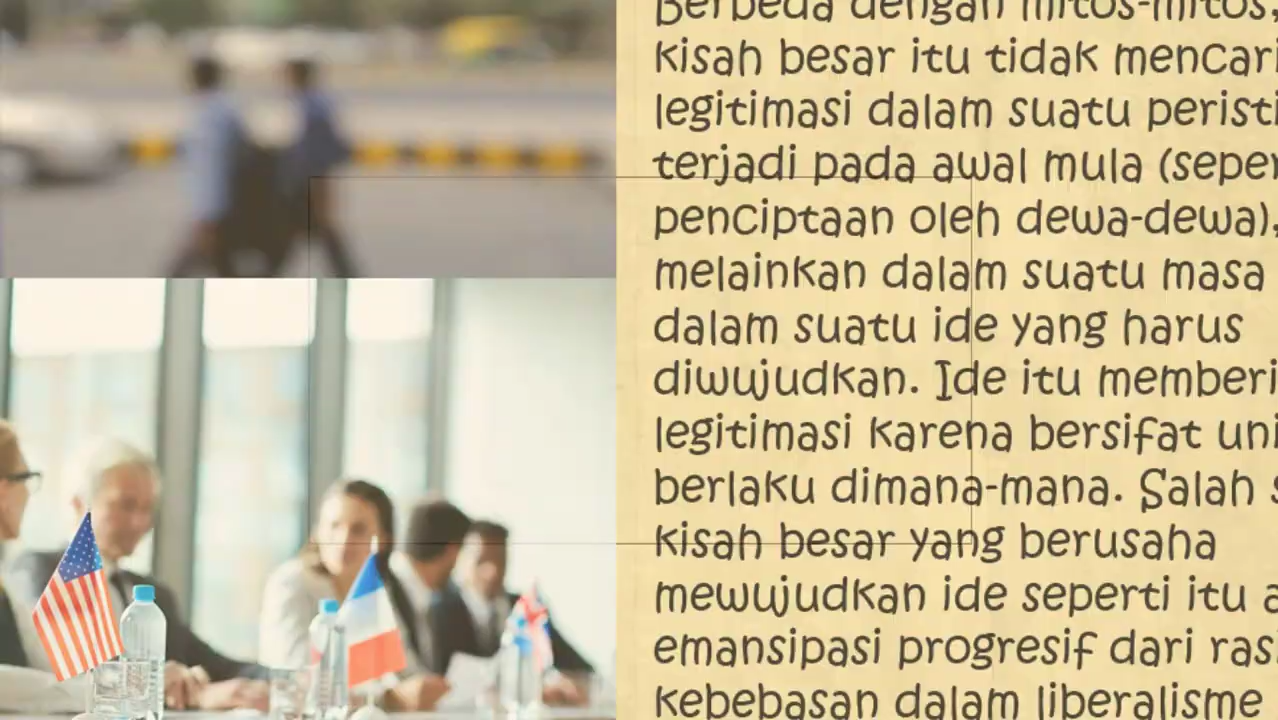 Berbeda dengan mitos-mitos,
kisah besar itu tidak mencari
legitimasi dalam suatu
terjadi pada awal mula
penciptaan oleh dewa-dewa),
melainkan dalam suatu masa
dalam suatu ide yang harus
diwujudkan. Ide itu memberi
legitimasi karena bersifat
berlaku dimana-mana. Salah
kisah besar yang berusaha
mewujudkan ide seperti itu
emansipasi progresif dari
kebebasan dalam liberalisme